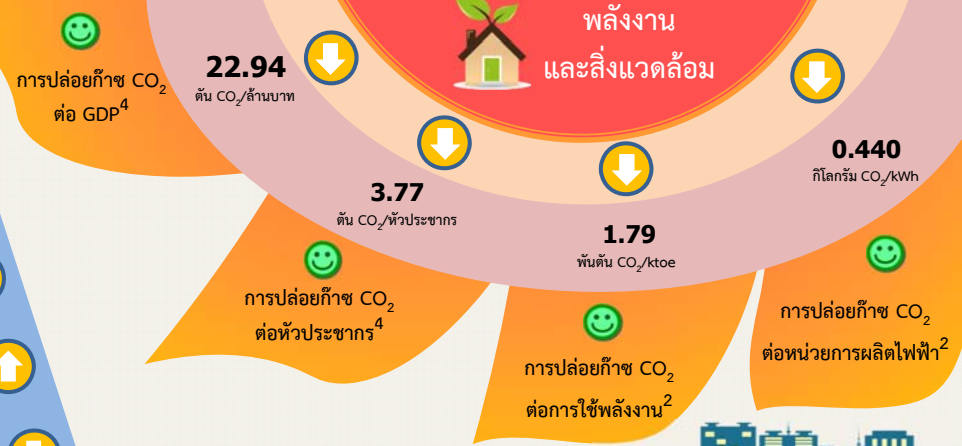 พลังงาน
และสิ่งแวดล้อม
การปล่อยก๊าซ CO₂
ต่อ GDP⁴
22.94
ตัน CO₂/ล้านบาท
3.77
ตัน CO₂/หัวประชากร
การปล่อยก๊าซ CO₂
ต่อหัวประชากร⁴
1.79
พันตัน CO₂/ktoe
การปล่อยก๊าซ CO₂
ต่อการใช้พลังงาน²
0.440
กิโลกรัม CO₂/kWh
การปล่อยก๊าซ CO₂
ต่อหน่วยการผลิตไฟฟ้า²